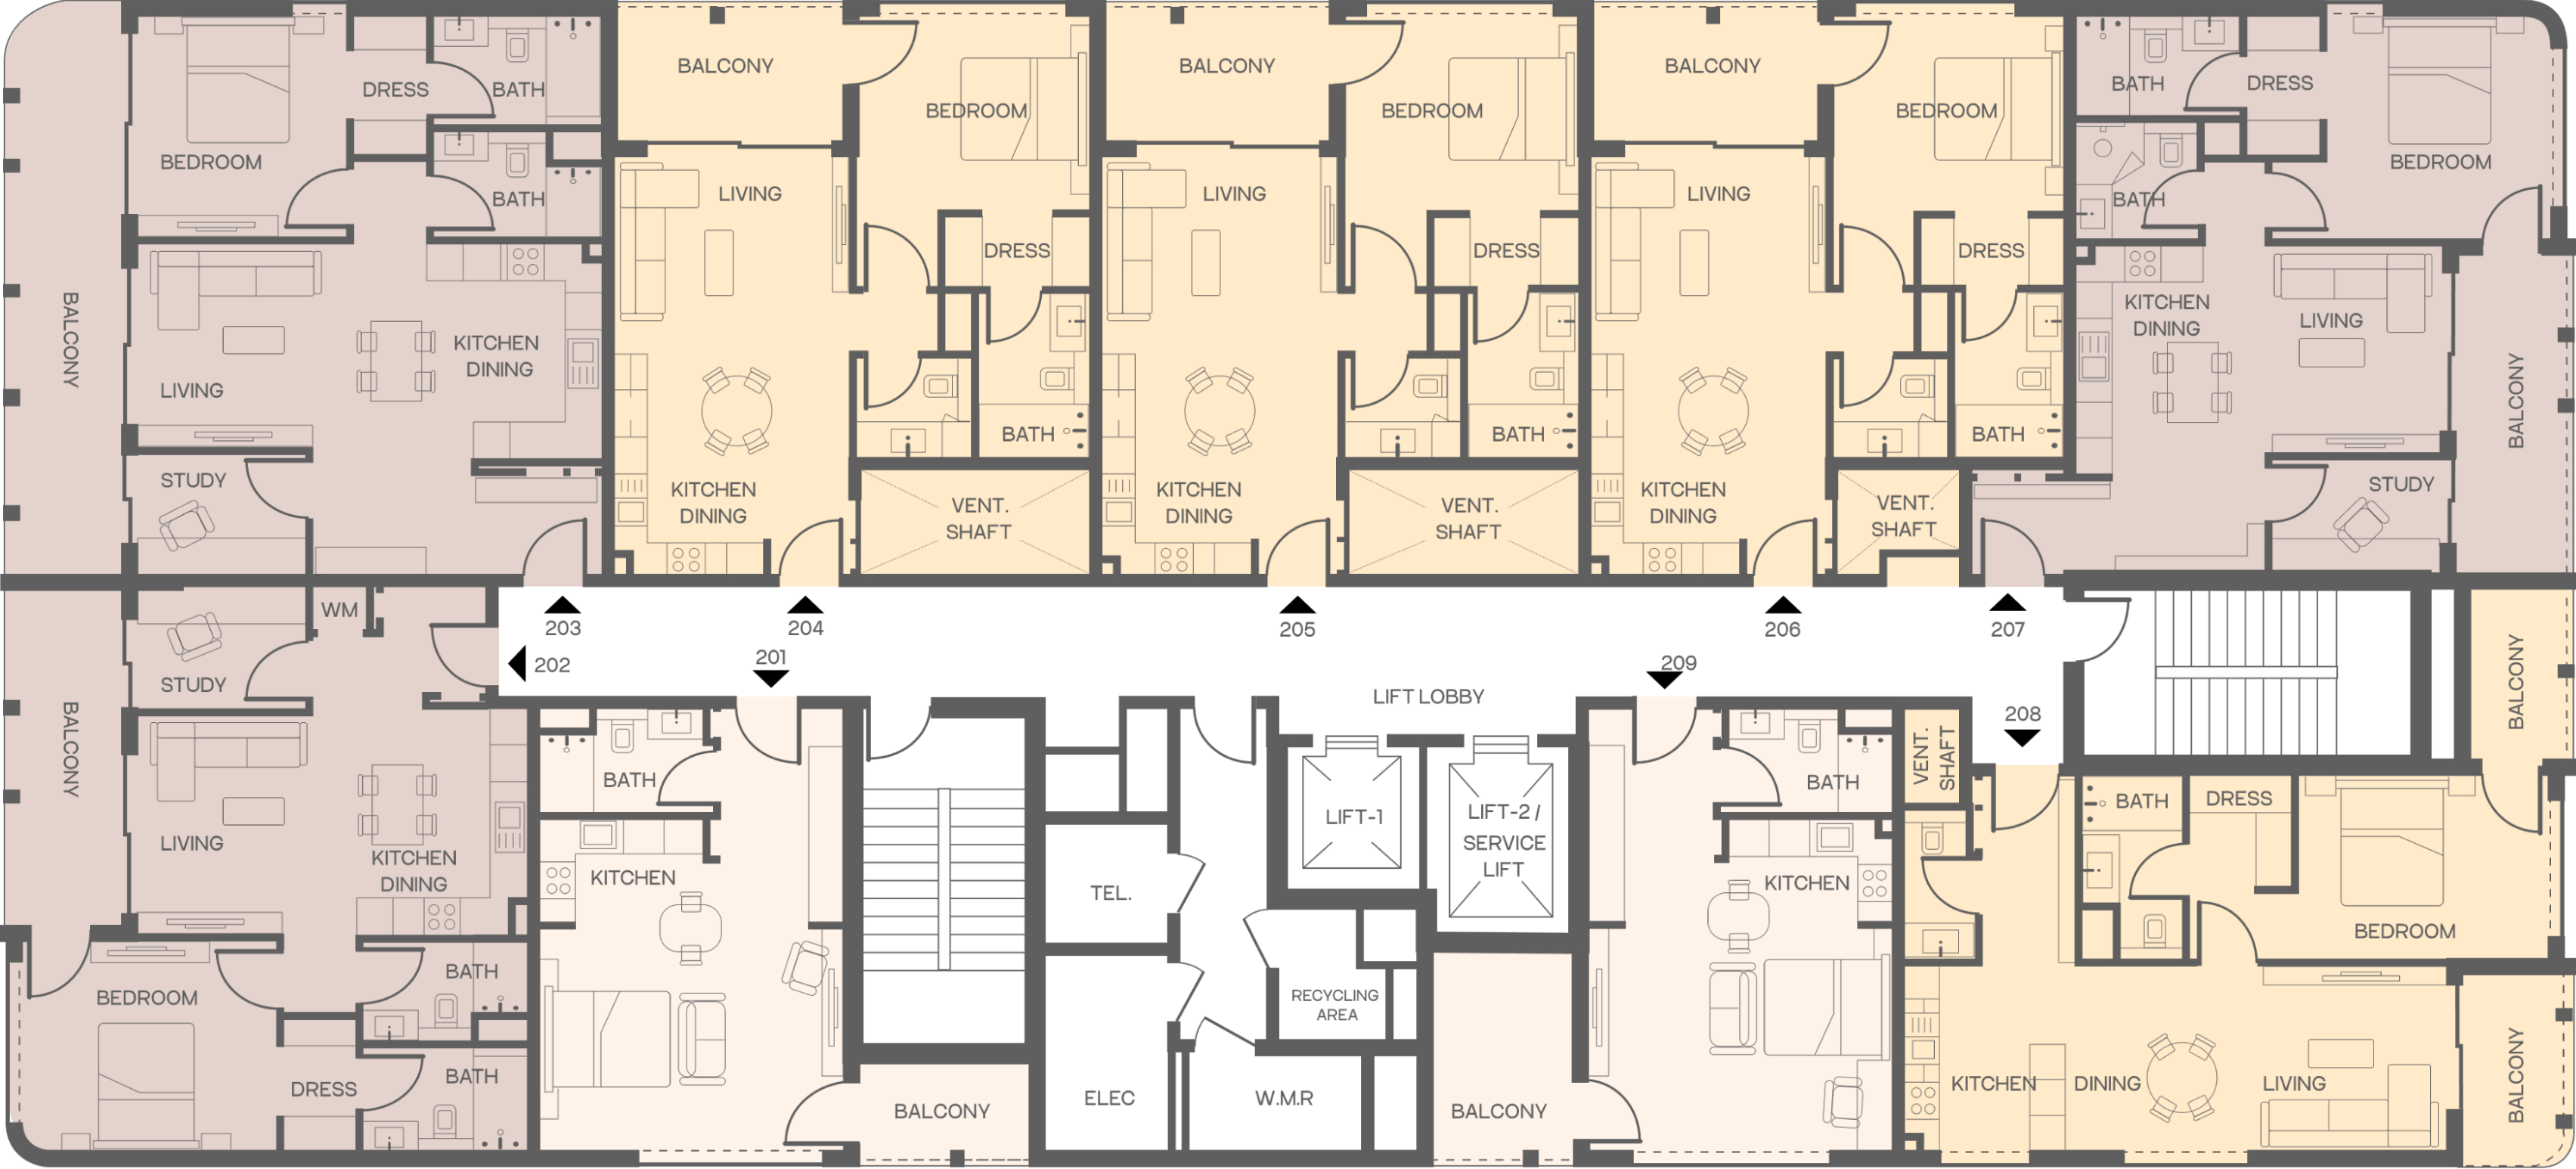 BEDROOM
DRESS
BATH
BATH
BALCONY
LIVING
KITCHEN
DINING
STUDY
BALCONY
BEDROOM
LIVING
DRESS
BATH
KITCHEN
DINING
VENT.
SHAFT
BALCONY
BEDROOM
LIVING
DRESS
BATH
KITCHEN
DINING
VENT.
SHAFT
BALCONY
BEDROOM
LIVING
DRESS
BATH
KITCHEN
DINING
VENT.
SHAFT
BATH
DRESS
BEDROOM
BATH
KITCHEN
DINING
LIVING
BALCONY
STUDY
203
204
205
206
207
202
201
209
208
LIFT LOBBY
WM
STUDY
BALCONY
LIVING
KITCHEN
DINING
BATH
BEDROOM
DRESS
BATH
BATH
KITCHEN
BALCONY
TEL.
ELEC
LIFT-1
LIFT-2 /
SERVICE
LIFT
RECYCLING
AREA
W.M.R
BALCONY
BATH
KITCHEN
VENT.
SHAFT
BATH
DRESS
BEDROOM
BALCONY
KITCHEN
DINING
LIVING
BALCONY